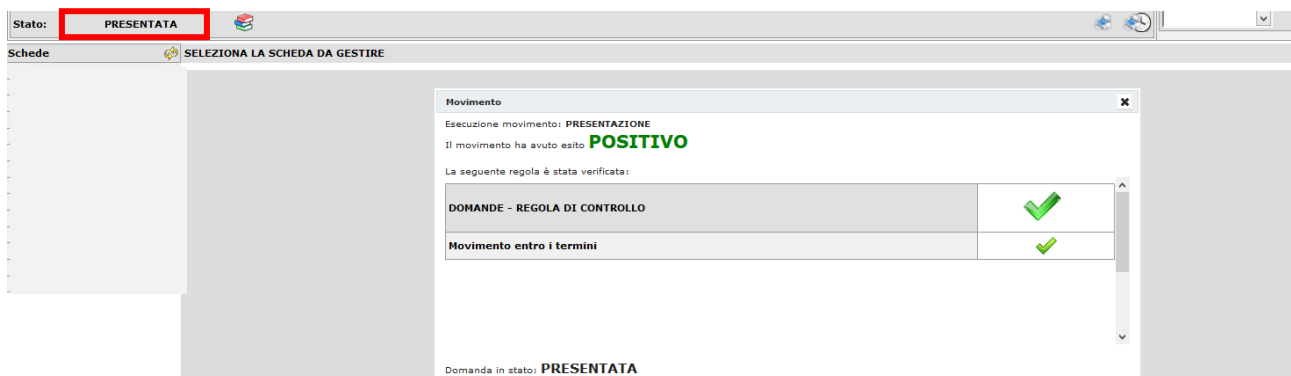 Stato: PRESENTATA
Schede SELEZIONA LA SCHEDA DA GESTIRE
Movimento
Esecuzione movimento: PRESENTAZIONE
Il movimento ha avuto esito POSITIVO
La seguente regola è stata verificata:
DOMANDE - REGOLA DI CONTROLLO
Movimento entro i termini
Domanda in stato: PRESENTATA